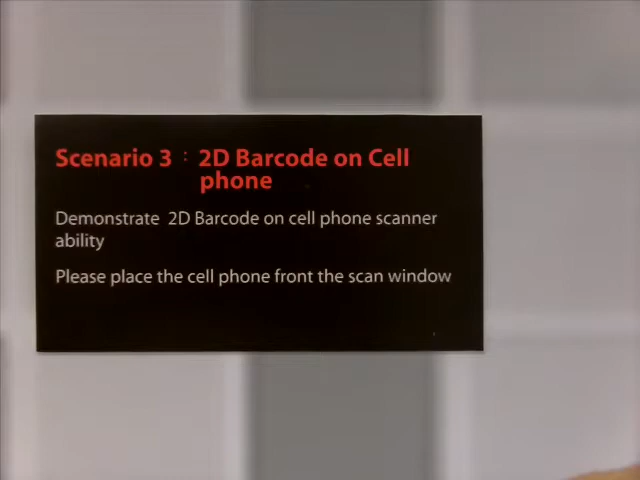 Scenario 3 : 2D Barcode on Cell
phone
Demonstrate 2D Barcode on cell phone scanner
ability
Please place the cell phone front the scan window